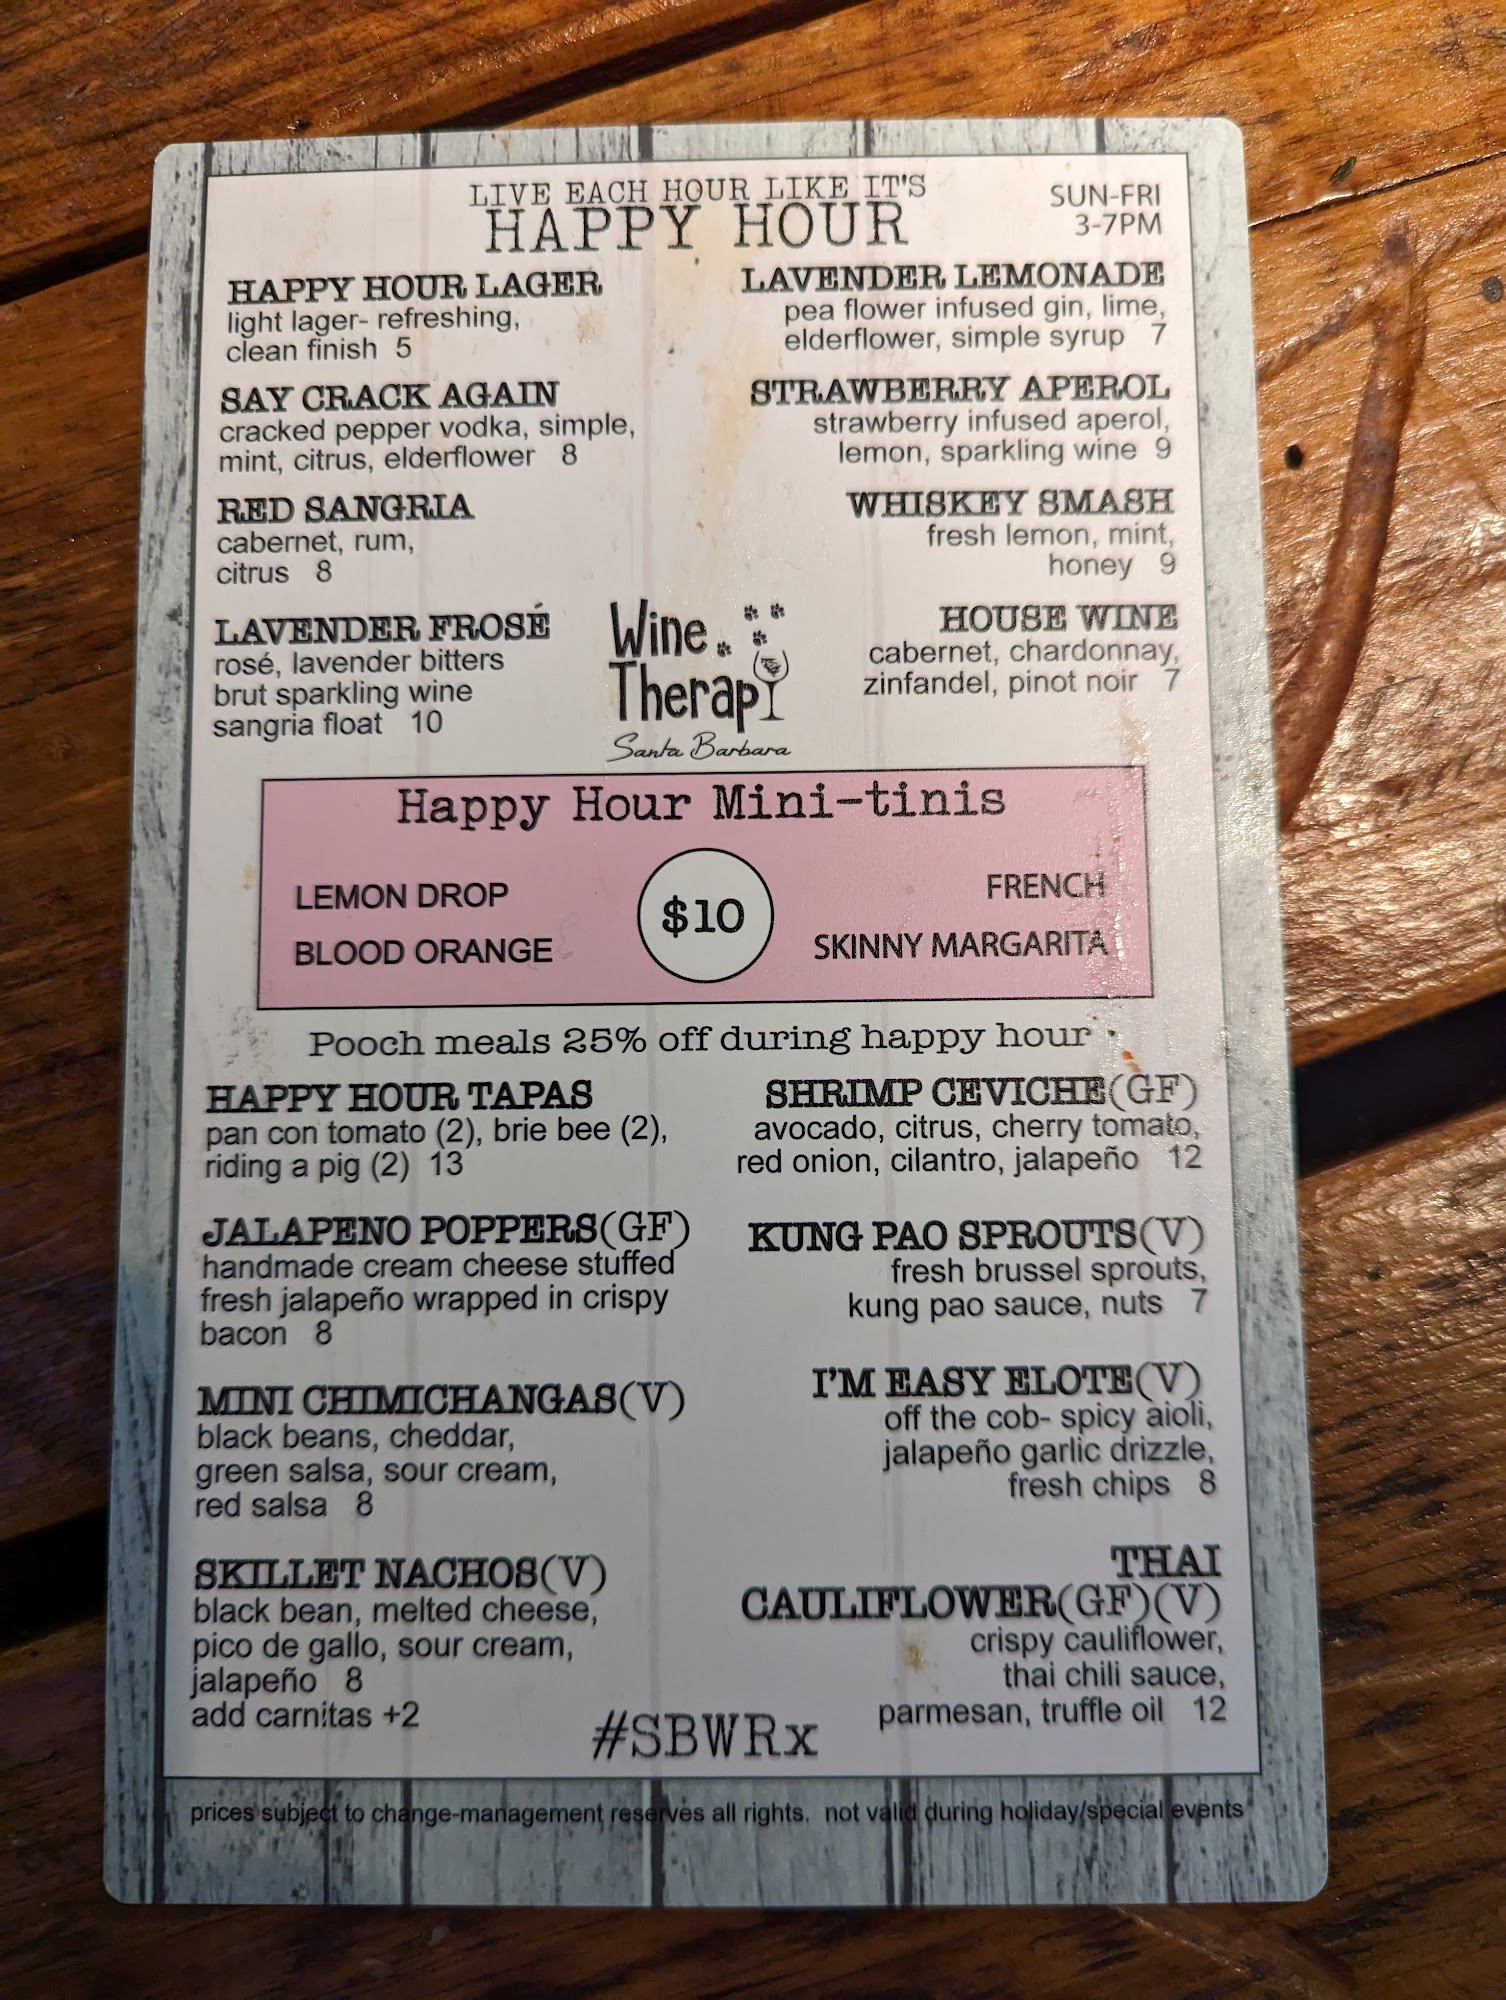 LIVE EACH HOUR LIKE IT'S
HAPPY HOUR
SUN-FRI
3-7PM
HAPPY HOUR LAGER
light lager- refreshing,
clean finish 5
SAY CRACK AGAIN
cracked pepper vodka, simple,
mint, citrus, elderflower 8
RED SANGRIA
cabernet, rum,
citrus 8
LAVENDER FROSÉ
rosé, lavender bitters
brut sparkling wine
sangria float 10
LAVENDER LEMONADE
pea flower infused gin, lime,
elderflower, simple syrup 7
STRAWBERRY APEROL
strawberry infused aperol,
lemon, sparkling wine 9
WHISKEY SMASH
fresh lemon, mint,
honey 9
HOUSE WINE
cabernet, chardonnay,
zinfandel, pinot noir 7
Wine
Therapy
Santa Barbara
Happy Hour Mini-tinis
LEMON DROP
BLOOD ORANGE
$10
FRENCH
SKINNY MARGARITA
Pooch meals 25% off during happy hour
HAPPY HOUR TAPAS
pan con tomato (2), brie bee (2),
riding a pig (2) 13
JALAPENO POPPERS(GF)
handmade cream cheese stuffed
fresh jalapeño wrapped in crispy
bacon 8
MINI CHIMICHANGAS(V)
black beans, cheddar,
green salsa, sour cream,
red salsa 8
SKILLET NACHOS(V)
black bean, melted cheese,
pico de gallo, sour cream,
jalapeño 8
add carnitas +2
SHRIMP CEVICHE(GF)
avocado, citrus, cherry tomato,
red onion, cilantro, jalapeño 12
KUNG PAO SPROUTS(V)
fresh brussel sprouts,
kung pao sauce, nuts 7
I'M EASY ELOTE(V)
off the cob- spicy aioli,
jalapeño garlic drizzle,
fresh chips 8
THAI
CAULIFLOWER(GF)(V)
crispy cauliflower,
thai chili sauce,
parmesan, truffle oil 12
#SBWRx
prices subject to change-management reserves all rights. not valid during holiday/special events